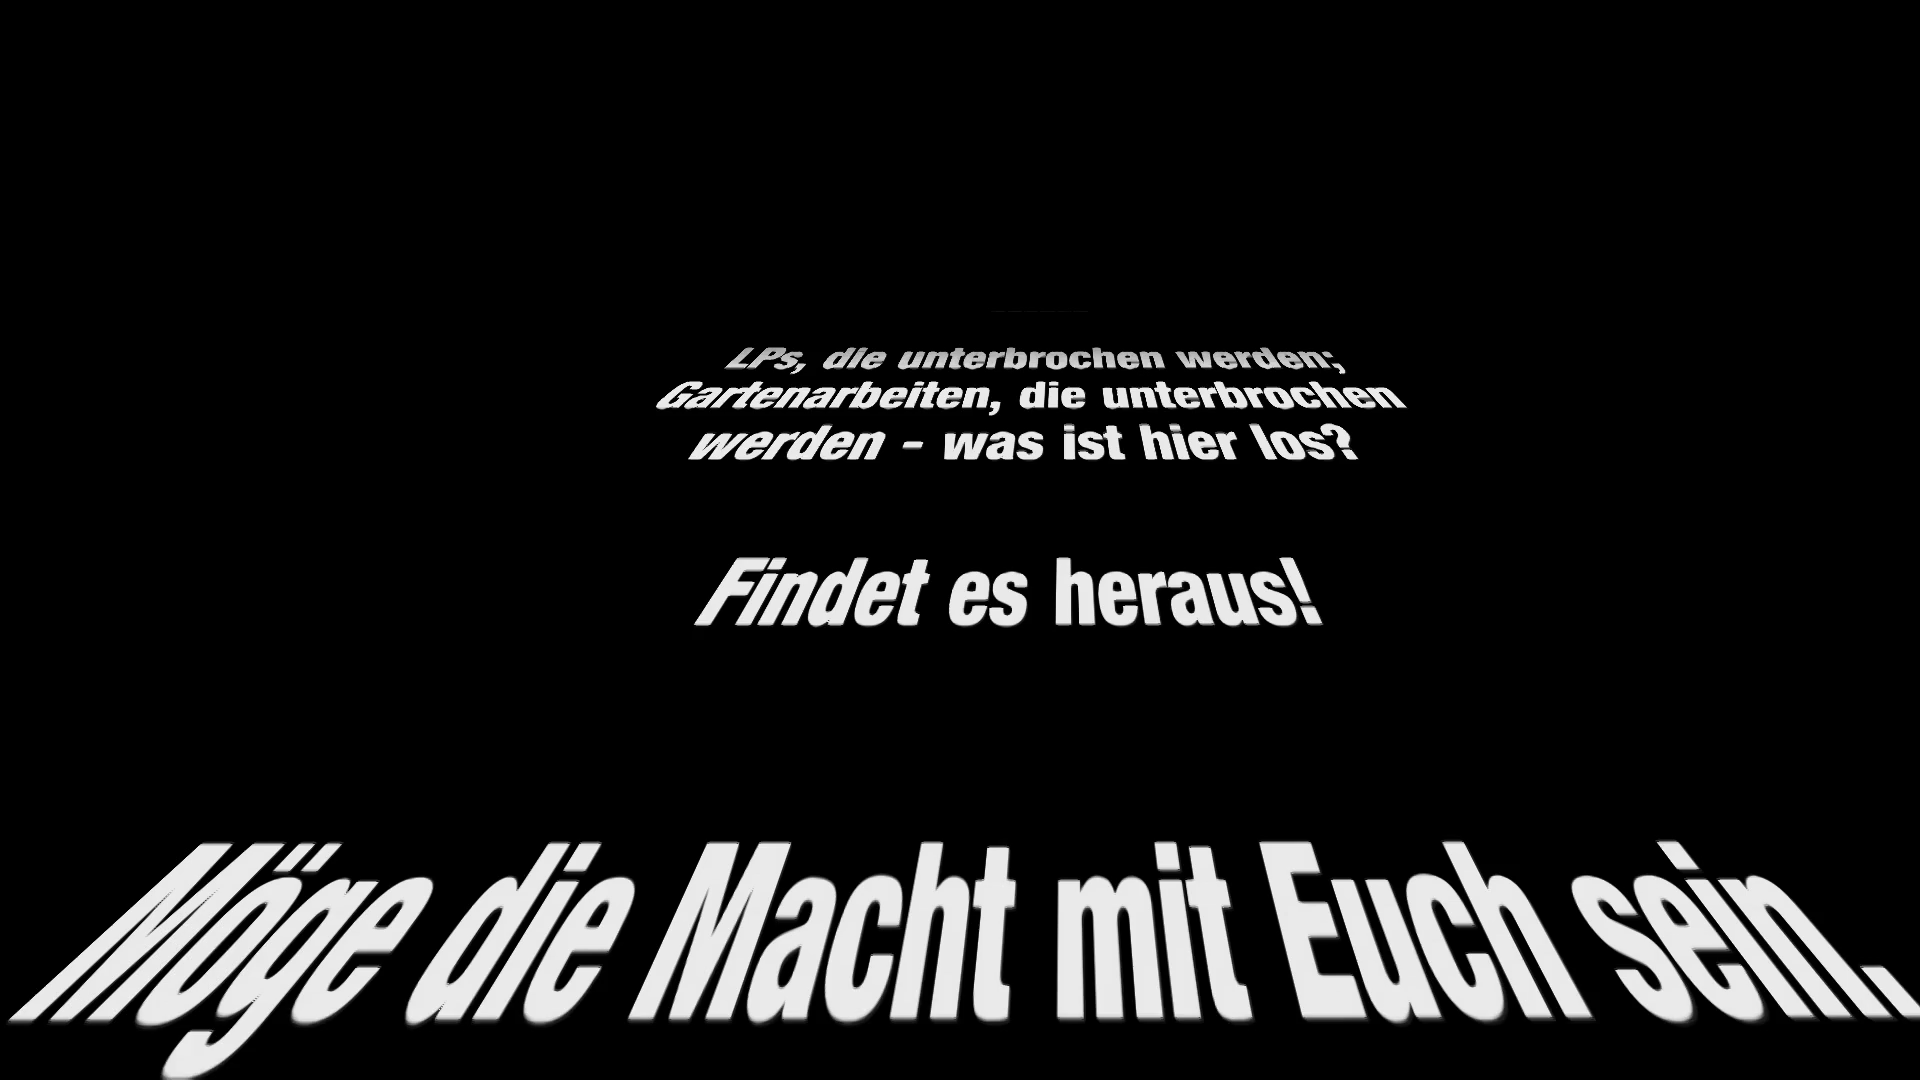 LPs, die unterbrochen werden;
Gartenarbeiten, die unterbrochen
werden - was ist hier los?
Findet es heraus!
Möge die Macht mit Euch sein.